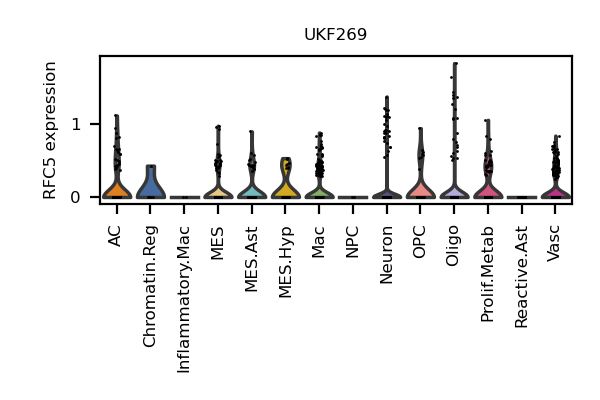 UKF269
RFC5 expression
1
0
AC
Chromatin.Reg
Inflammatory.Mac
MES
MES.Ast
MES.Hyp
Mac
NPC
Neuron
OPC
Oligo
Prolif.Metab
Reactive.Ast
Vasc